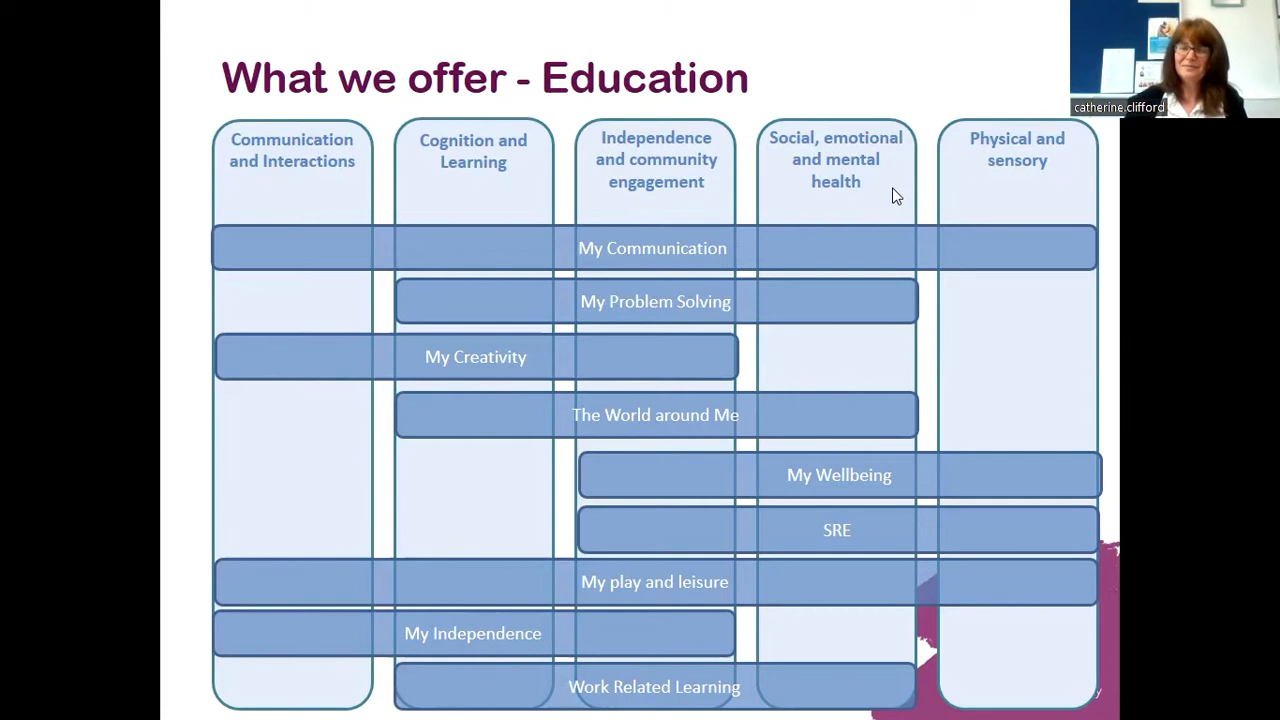 What we offer - Education
catherine.clifford
Communication
and Interactions
Cognition and
Learning
Independence
and community
engagement
Social, emotional
and mental
health
Physical and
sensory
My Communication
My Problem Solving
My Creativity
The World around Me
My Wellbeing
SRE
My play and leisure
My Independence
Work Related Learning